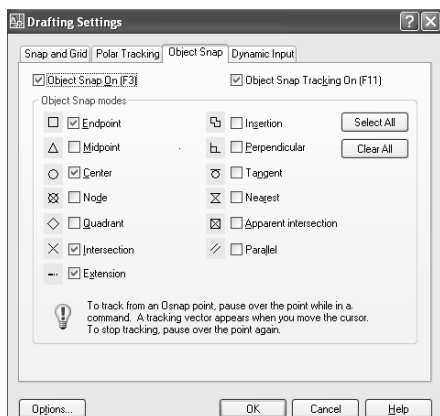 Drafting Settings
Snap and Grid Polar Tracking Object Snap Dynamic Input
Object Snap On (F3) Object Snap Tracking On (F11)
Object Snap modes
Endpoint Insertion Select All
Midpoint Perpendicular Clear All
Center Tangent
Node Nearest
Quadrant Apparent intersection
Intersection Parallel
Extension
To track from an Osnap point, pause over the point while in a
command. A tracking vector appears when you move the cursor.
To stop tracking, pause over the point again.
Options... OK Cancel Help